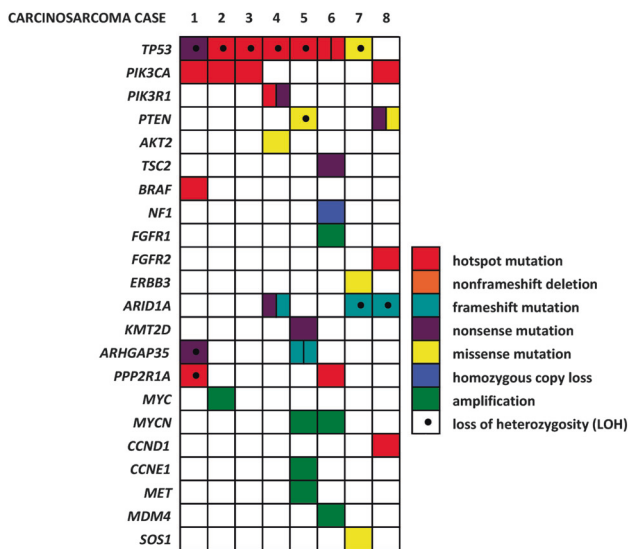 CARCINOSARCOMA CASE 1 2 3 4 5 6 7 8
TP53
PIK3CA
PIK3R1
PTEN
AKT2
TSC2
BRAF
NF1
FGFR1
FGFR2
ERBB3
ARID1A
KMT2D
ARHGAP35
PPP2R1A
MYC
MYCN
CCND1
CCNE1
MET
MDM4
SOS1
hotspot mutation
nonframeshift deletion
frameshift mutation
nonsense mutation
missense mutation
homozygous copy loss
amplification
loss of heterozygosity (LOH)